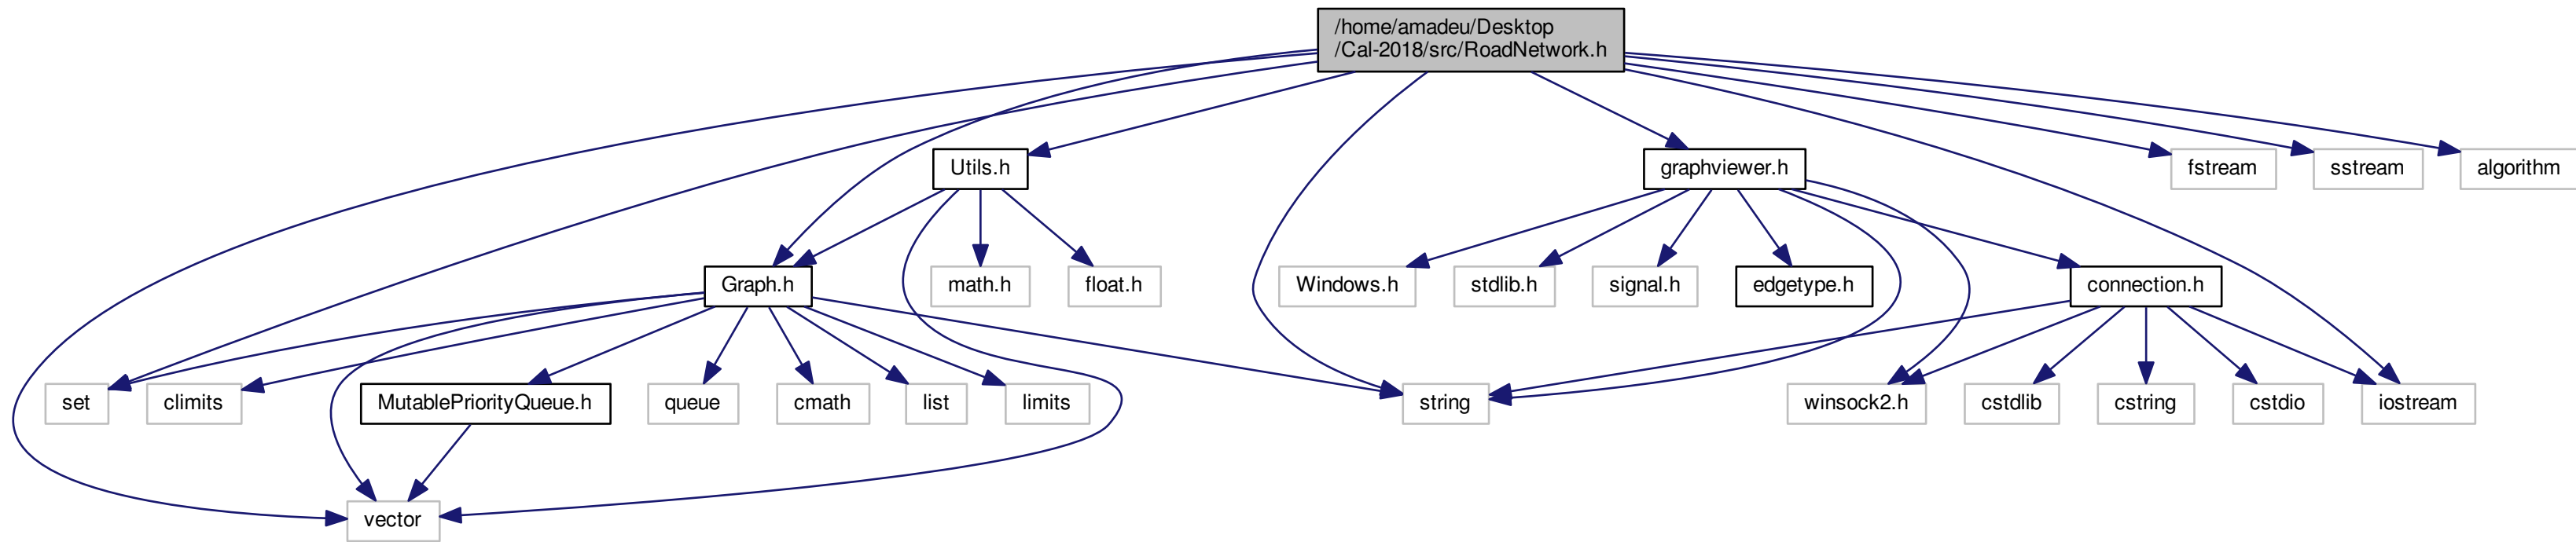 /home/amadeu/Desktop
/Cal-2018/src/RoadNetwork.h
Utils.h
graphviewer.h
fstream
sstream
algorithm
Graph.h
math.h
float.h
Windows.h
stdlib.h
signal.h
edgetype.h
connection.h
set
climits
MutablePriorityQueue.h
queue
cmath
list
limits
string
winsock2.h
cstdlib
cstring
cstdio
iostream
vector